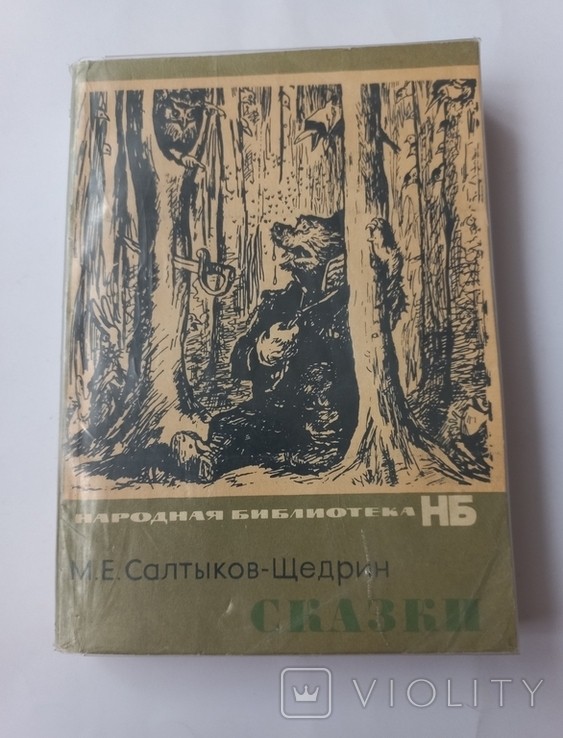 НАРОДНАЯ БИБЛИОТЕКА НБ
М.Е.Салтыков-Щедрин
СКАЗКИ
VIOLITY